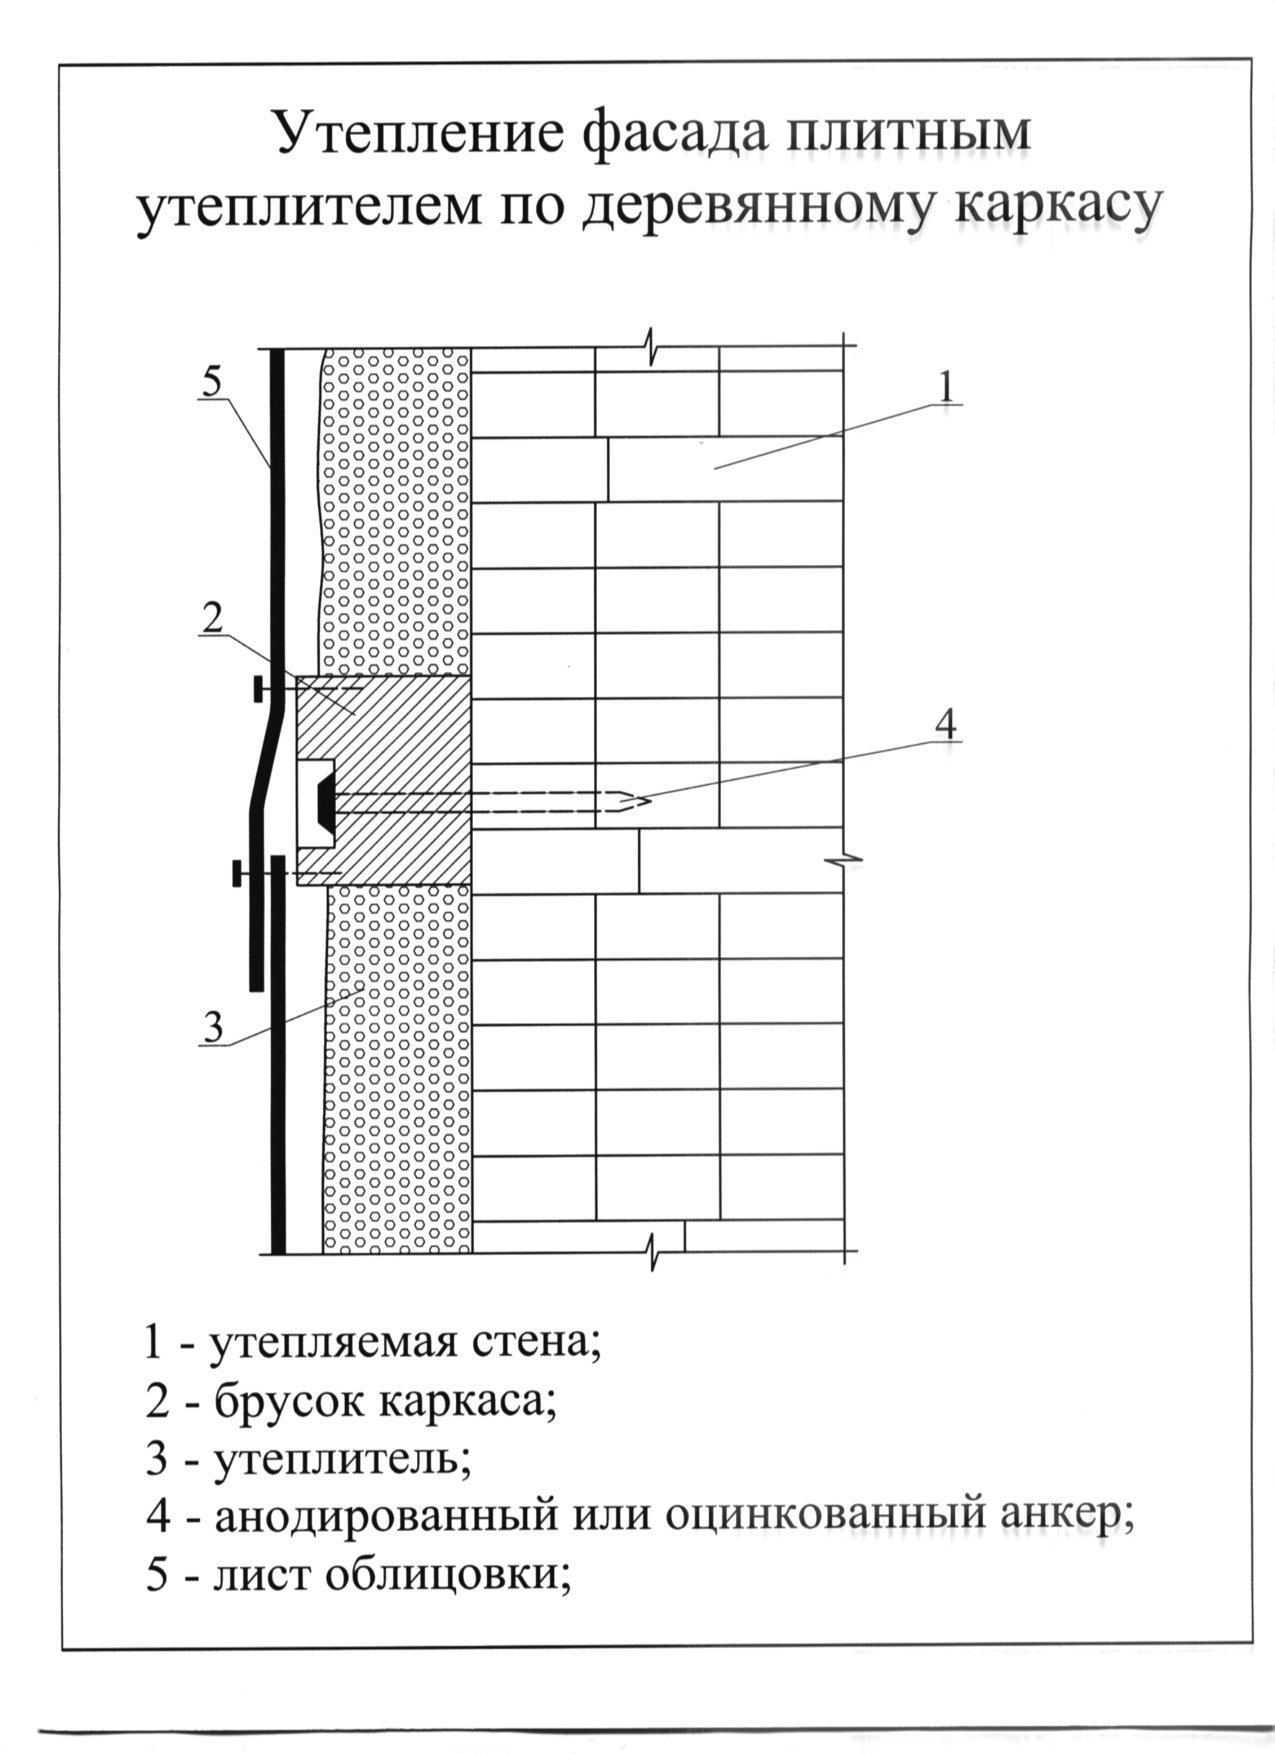 Утепление фасада плитным
утеплителем по деревянному каркасу
5
1
2
4
3
1 - утепляемая стена;
2 - брусок каркаса;
3 - утеплитель;
4 - анодированный или оцинкованный анкер;
5 - лист облицовки;